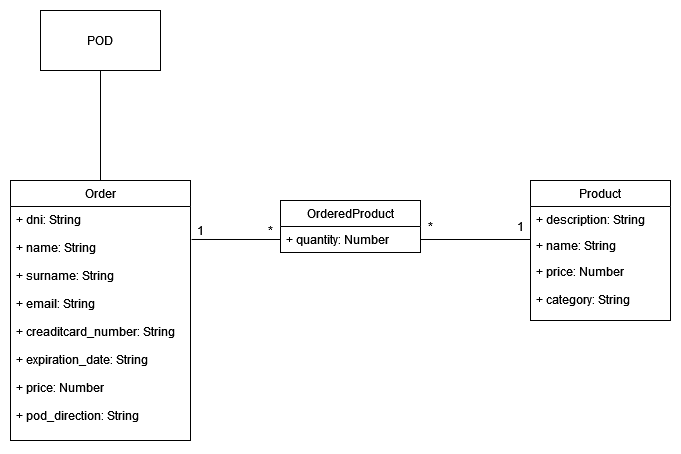 POD
Order
+ dni: String
+ name: String
+ surname: String
+ email: String
+ creaditcard_number: String
+ expiration_date: String
+ price: Number
+ pod_direction: String
1
*
OrderedProduct
+ quantity: Number
*
1
Product
+ description: String
+ name: String
+ price: Number
+ category: String